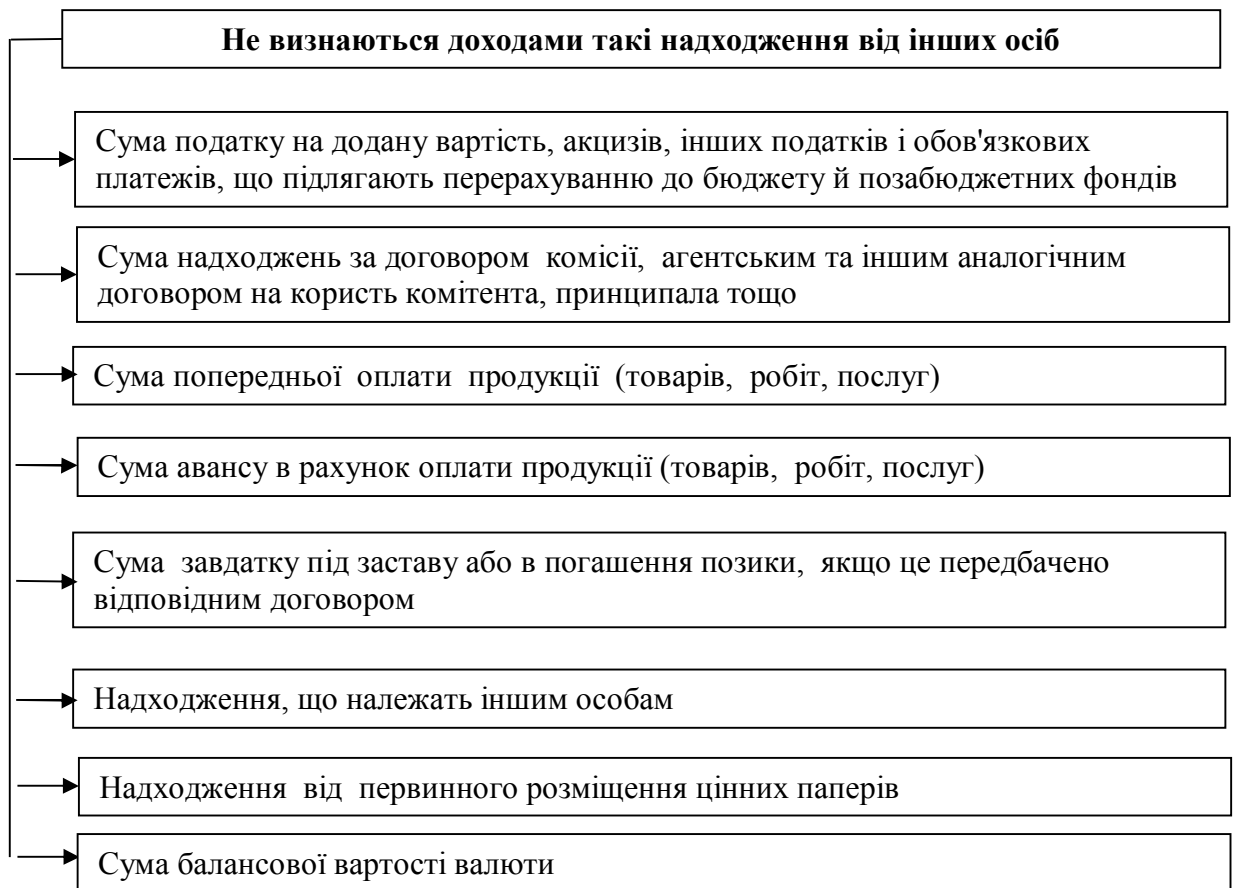 Не визнаються доходами такі надходження від інших осіб
Сума податку на додану вартість, акцизів, інших податків і обов'язкових
платежів, що підлягають перерахуванню до бюджету й позабюджетних фондів
Сума надходжень за договором комісії, агентським та іншим аналогічним
договором на користь комітента, принципала тощо
Сума попередньої оплати продукції (товарів, робіт, послуг)
Сума авансу в рахунок оплати продукції (товарів, робіт, послуг)
Сума завдатку під заставу або в погашення позики, якщо це передбачено
відповідним договором
Надходження, що належать іншим особам
Надходження від первинного розміщення цінних паперів
Сума балансової вартості валюти